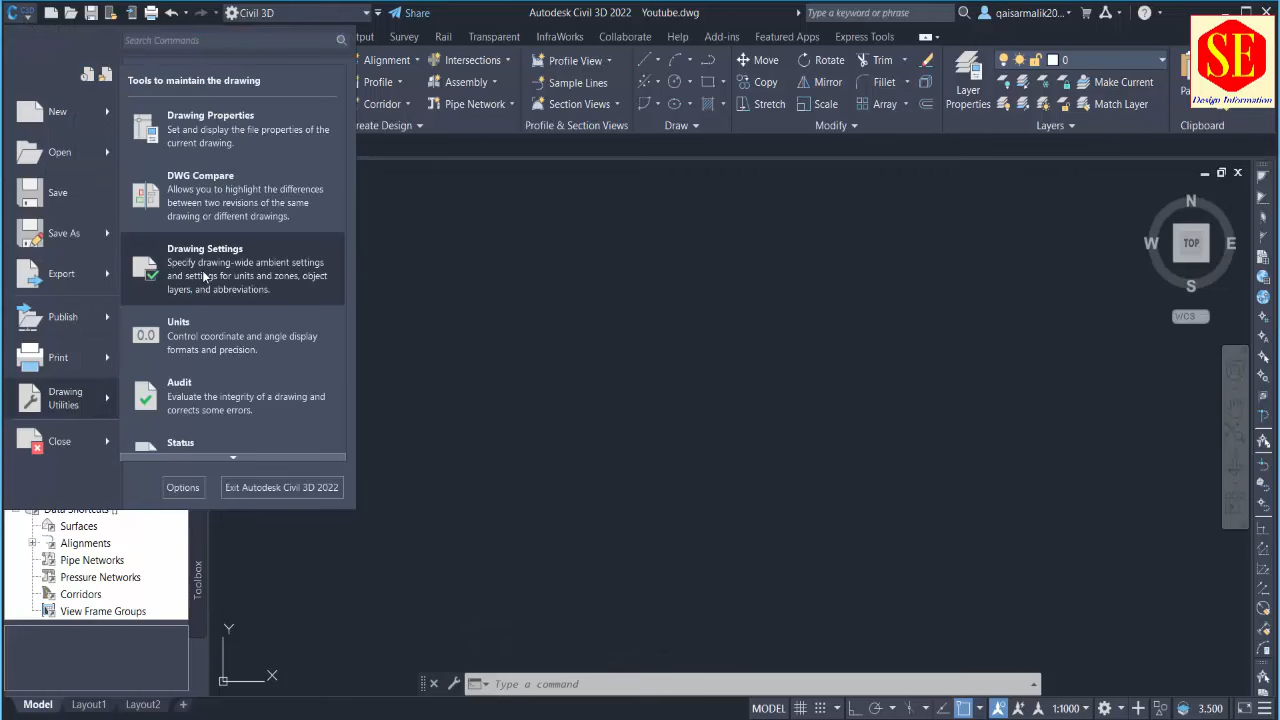 Civil 3D
Share
Autodesk Civil 3D 2022 Youtube.dwg
Type a keyword or phrase
qaisarmalik20...
Search Commands
Survey Rail Transparent InfraWorks Collaborate Help Add-ins Featured Apps Express Tools
Tools to maintain the drawing
New
Open
Save
Save As
Export
Publish
Print
Drawing
Utilities
Close
Drawing Properties
Set and display the file properties of the
current drawing.
DWG Compare
Allows you to highlight the differences
between two revisions of the same
drawing or different drawings.
Drawing Settings
Specify drawing-wide ambient settings
and settings for units and zones, object
layers, and abbreviations.
Units
0.0
Control coordinate and angle display
formats and precision.
Audit
Evaluate the integrity of a drawing and
corrects some errors.
Status
Options
Exit Autodesk Civil 3D 2022
Alignment
Intersections
Profile
Assembly
Corridor
Pipe Network
Profile View
Sample Lines
Section Views
Profile & Section Views
Draw
Move
Rotate
Trim
Copy
Mirror
Fillet
Stretch
Scale
Array
Modify
Layer
Properties
0
Make Current
Match Layer
Layers
Clipboard
SE
Design Information
N
W
TOP
E
S
WCS
Surfaces
Alignments
Pipe Networks
Pressure Networks
Corridors
View Frame Groups
Toolbox
Y
X
Type a command
Model Layout1 Layout2
MODEL
1:1000
3.500